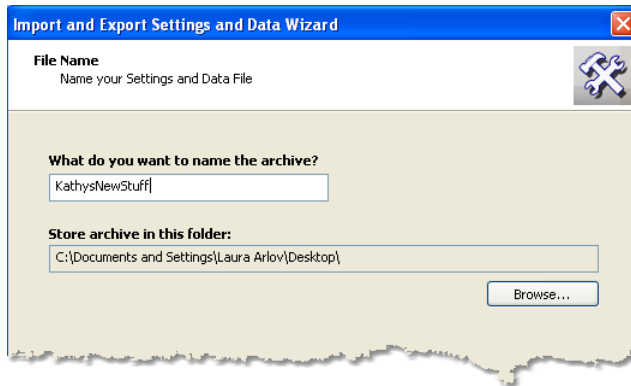 Import and Export Settings and Data Wizard
File Name
Name your Settings and Data File
What do you want to name the archive?
KathysNewStuff
Store archive in this folder:
C:\Documents and Settings\Laura Arlov\Desktop\
Browse...